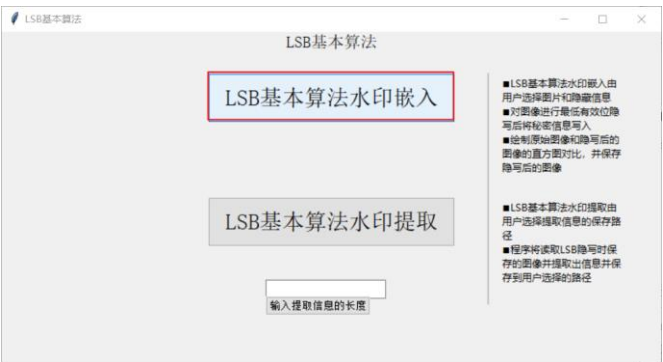 LSB基本算法
LSB基本算法
LSB基本算法水印嵌入
■LSB基本算法水印嵌入由
用户选择图片和隐藏信息
■对图像进行最低有效位隐
写后将秘密信息写入
■绘制原始图像和隐写后的
图像的直方图对比，并保存
隐写后的图像
LSB基本算法水印提取
■LSB基本算法水印提取由
用户选择提取信息的保存路
径
■程序将读取LSB隐写时保
存的图像并提取出信息并保
存到用户选择的路径
输入提取信息的长度